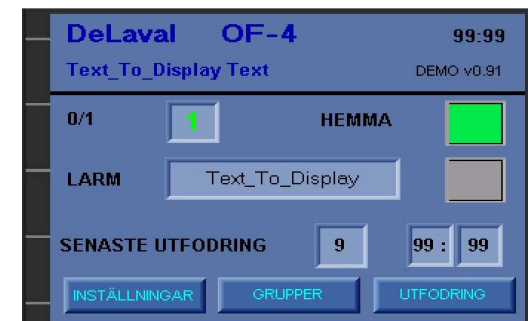 DeLaval OF-4 99:99
Text_To_Display Text DEMO v0.91
0/1 1 HEMMA
LARM Text_To_Display
SENASTE UTFODRING 9 99 : 99
INSTÄLLNINGAR GRUPPER UTFODRING